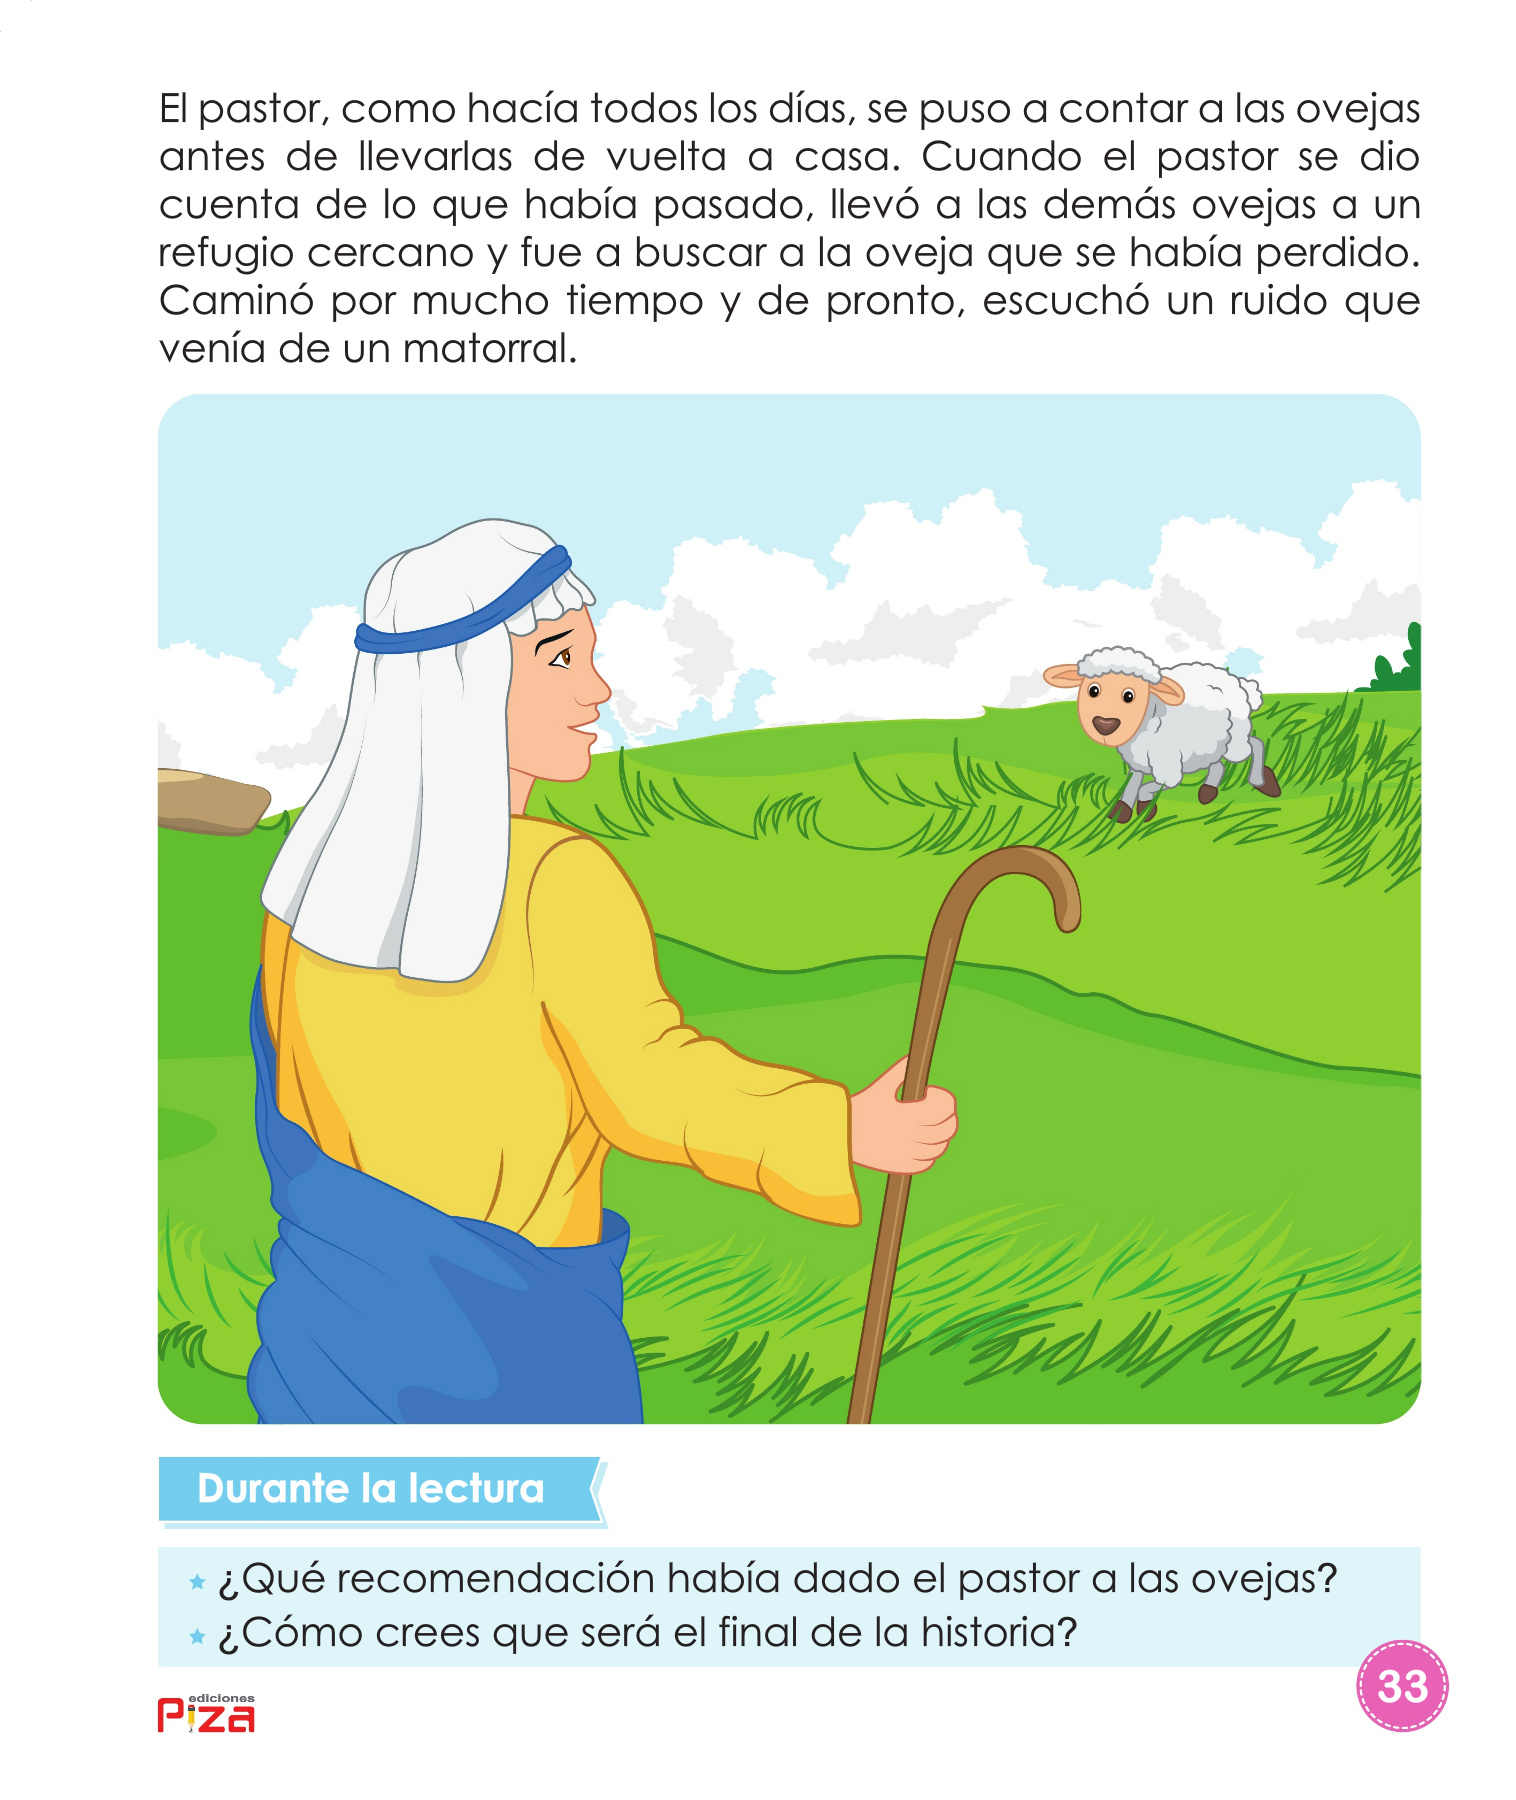 El pastor, como hacía todos los días, se puso a contar a las ovejas
antes de llevarlas de vuelta a casa. Cuando el pastor se dio
cuenta de lo que había pasado, llevó a las demás ovejas a un
refugio cercano y fue a buscar a la oveja que se había perdido.
Caminó por mucho tiempo y de pronto, escuchó un ruido que
venía de un matorral.
Durante la lectura
¿Qué recomendación había dado el pastor a las ovejas?
¿Cómo crees que será el final de la historia?
33
ediciones
Piza